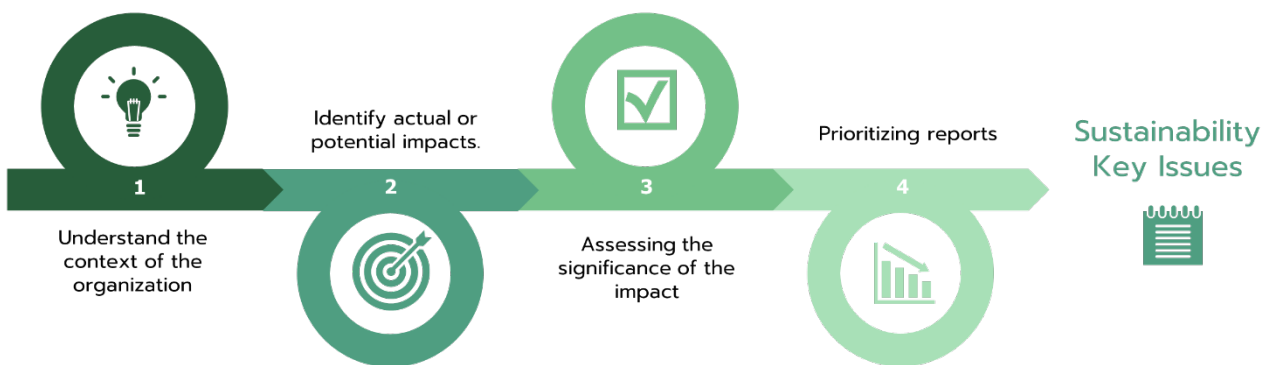 1
Understand the
context of the
organization
Identify actual or
potential impacts.
2
3
Assessing the
significance of the
impact
Prioritizing reports
4
Sustainability
Key Issues